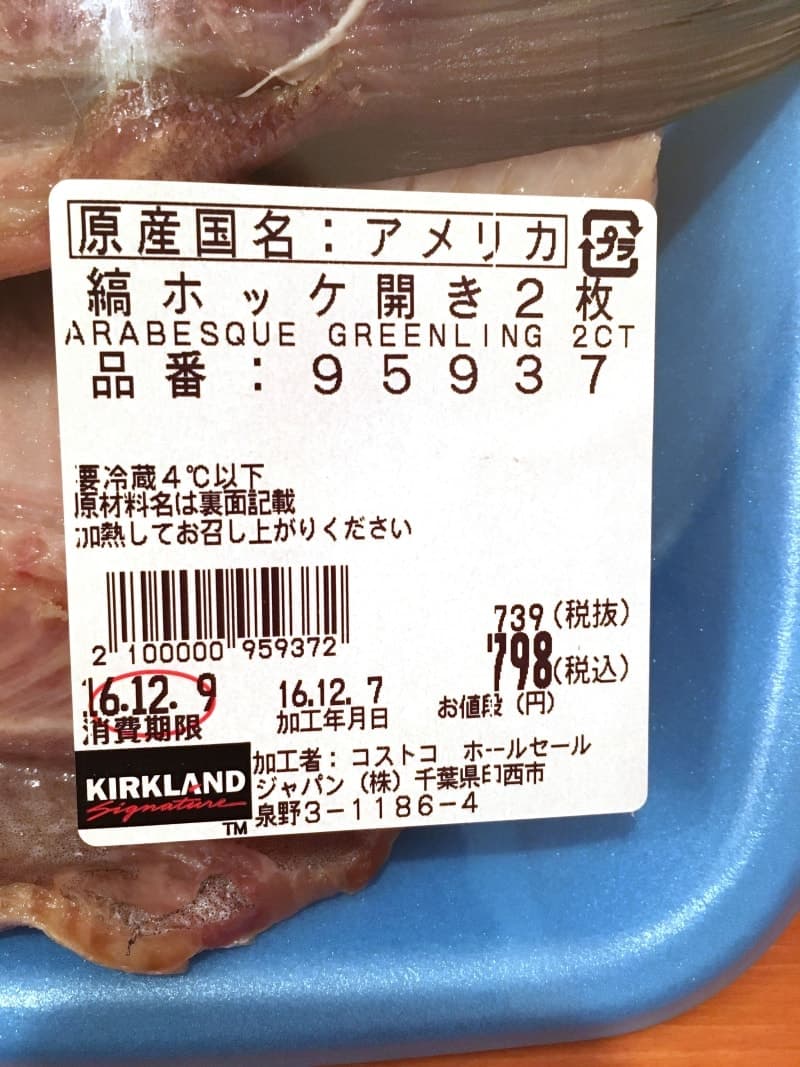 原産国名：アメリカ
プラ
縞ホッケ開き2枚
ARABESQUE GREENLING 2CT
品番：95937
要冷蔵4℃以下
原材料名は裏面記載
加熱してお召し上がりください
2 100000 959372
739(税抜)
798(税込)
お値段(円)
16.12. 9
消費期限
16.12. 7
加工年月日
KIRKLAND
Signature
TM
加工者：コストコ ホールセール
ジャパン(株)千葉県印西市
泉野3-1186-4